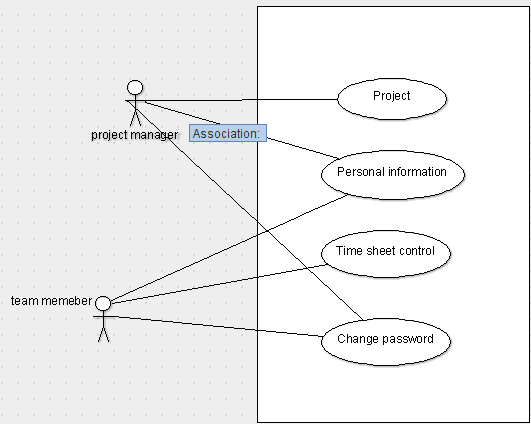 Project
project manager
Association:
Personal information
Time sheet control
team memeber
Change password